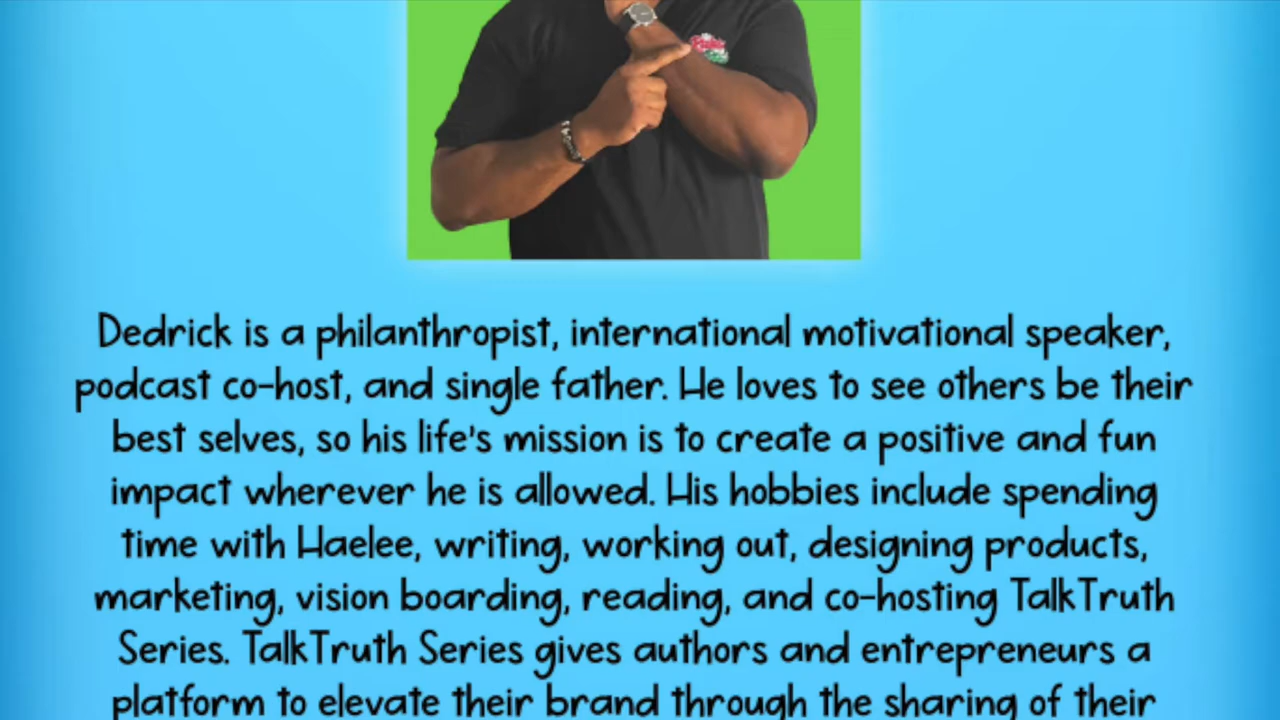 Dedrick is a philanthropist, international motivational speaker,
podcast co-host, and single father. He loves to see others be their
best selves, so his life's mission is to create a positive and fun
impact wherever he is allowed. His hobbies include spending
time with Haelee, writing, working out, designing products,
marketing, vision boarding, reading, and co-hosting TalkTruth
Series. TalkTruth Series gives authors and entrepreneurs a
platform to elevate their brand through the sharing of their